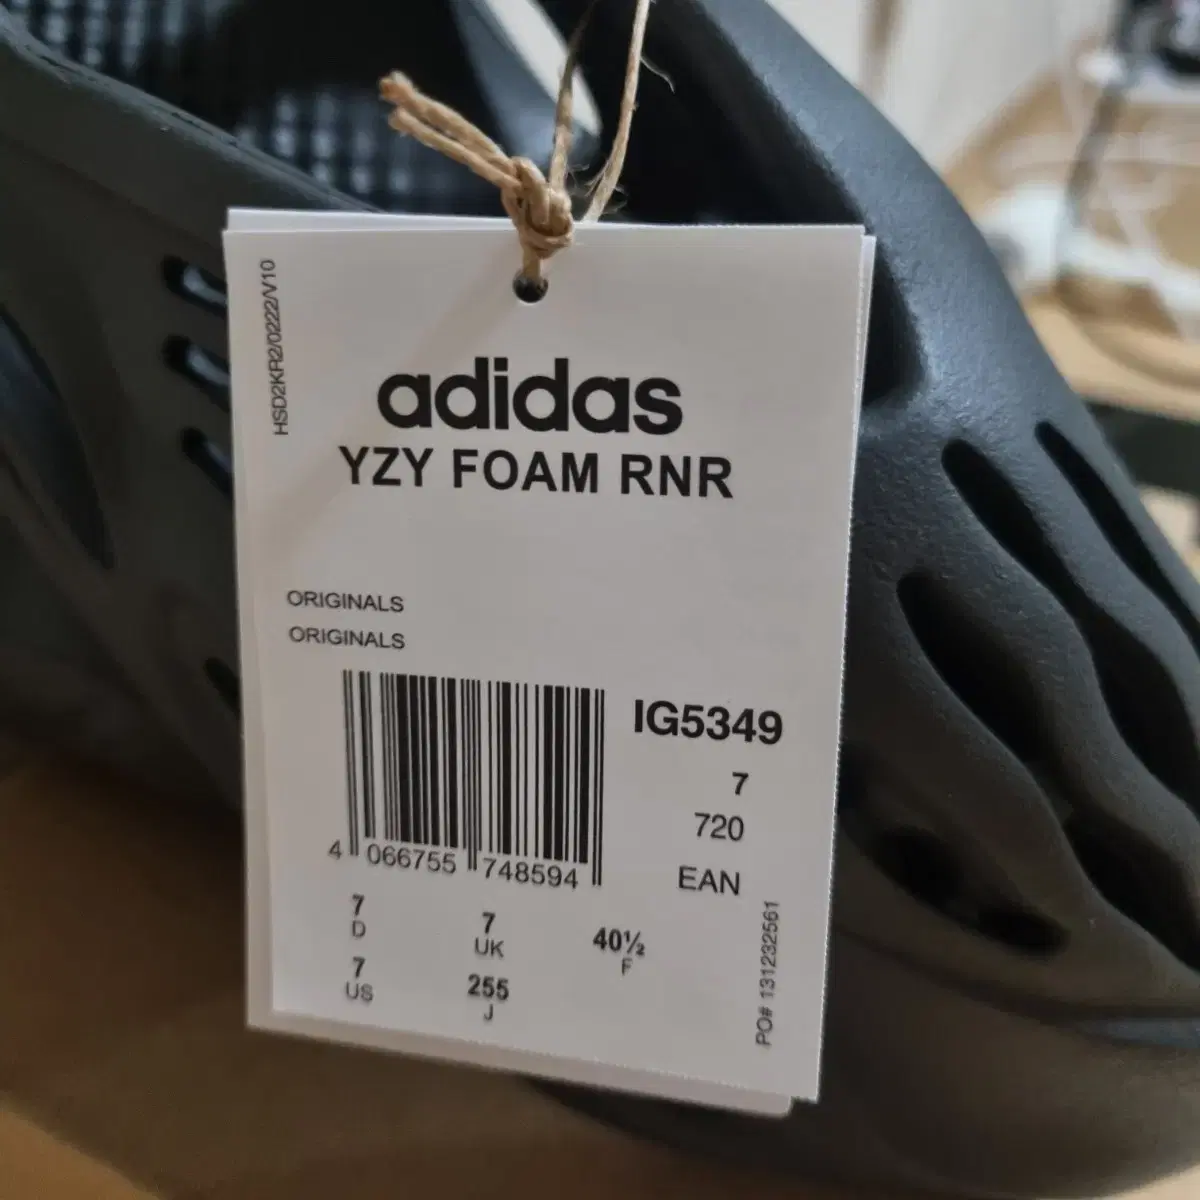 HSD2KR2/0222/V10
adidas
YZY FOAM RNR
ORIGINALS
ORIGINALS
IG5349
7
720
EAN
4 066755 748594
7 7 40½
D UK F
7 255
US J
PO# 131232561